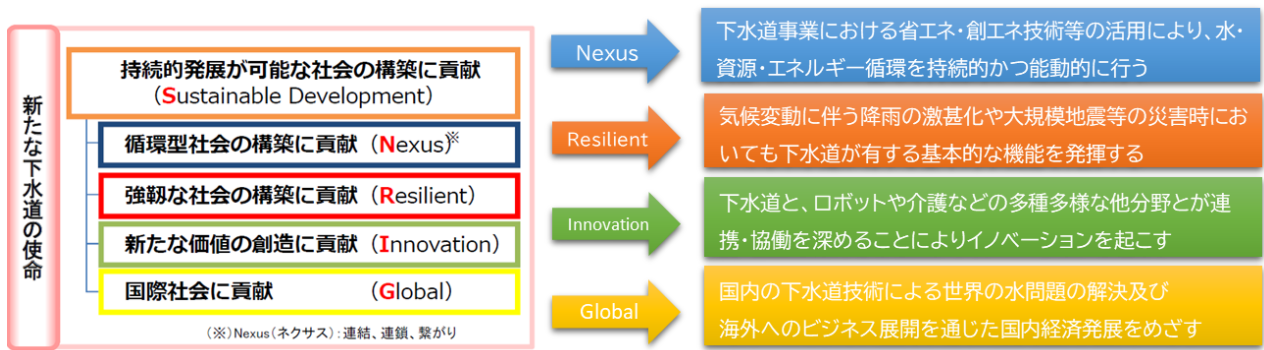 新たな下水道の使命
持続的発展が可能な社会の構築に貢献
(Sustainable Development)
循環型社会の構築に貢献 (Nexus)※
強靱な社会の構築に貢献 (Resilient)
新たな価値の創造に貢献 (Innovation)
国際社会に貢献 (Global)
(※)Nexus(ネクサス):連結、連鎖、繋がり
Nexus
下水道事業における省エネ・創エネ技術等の活用により、水・
資源・エネルギー循環を持続的かつ能動的に行う
Resilient
気候変動に伴う降雨の激甚化や大規模地震等の災害時にお
いても下水道が有する基本的な機能を発揮する
Innovation
下水道と、ロボットや介護などの多種多様な他分野とが連
携・協働を深めることによりイノベーションを起こす
Global
国内の下水道技術による世界の水問題の解決及び
海外へのビジネス展開を通じた国内経済発展をめざす